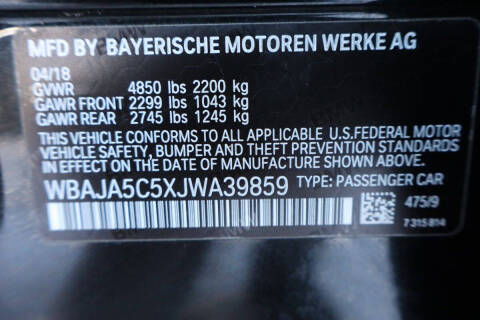 MFD BY BAYERISCHE MOTOREN WERKE AG
04/18
GVWR 4850 lbs 2200 kg
GAWR FRONT 2299 lbs 1043 kg
GAWR REAR 2745 lbs 1245 kg
THIS VEHICLE CONFORMS TO ALL APPLICABLE U.S.FEDERAL MOTOR
VEHICLE SAFETY, BUMPER AND THEFT PREVENTION STANDARDS
IN EFFECT ON THE DATE OF MANUFACTURE SHOWN ABOVE
WBAJA5C5XJWA39859 TYPE: PASSENGER CAR
475/9
7 315 814